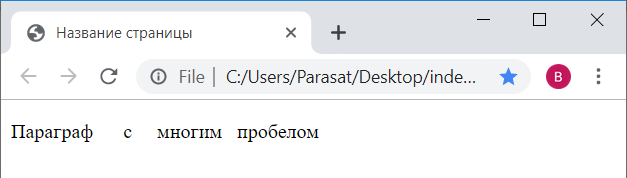 Название страницы
File | C:/Users/Parasat/Desktop/inde...
B
Параграф      с     многим   пробелом